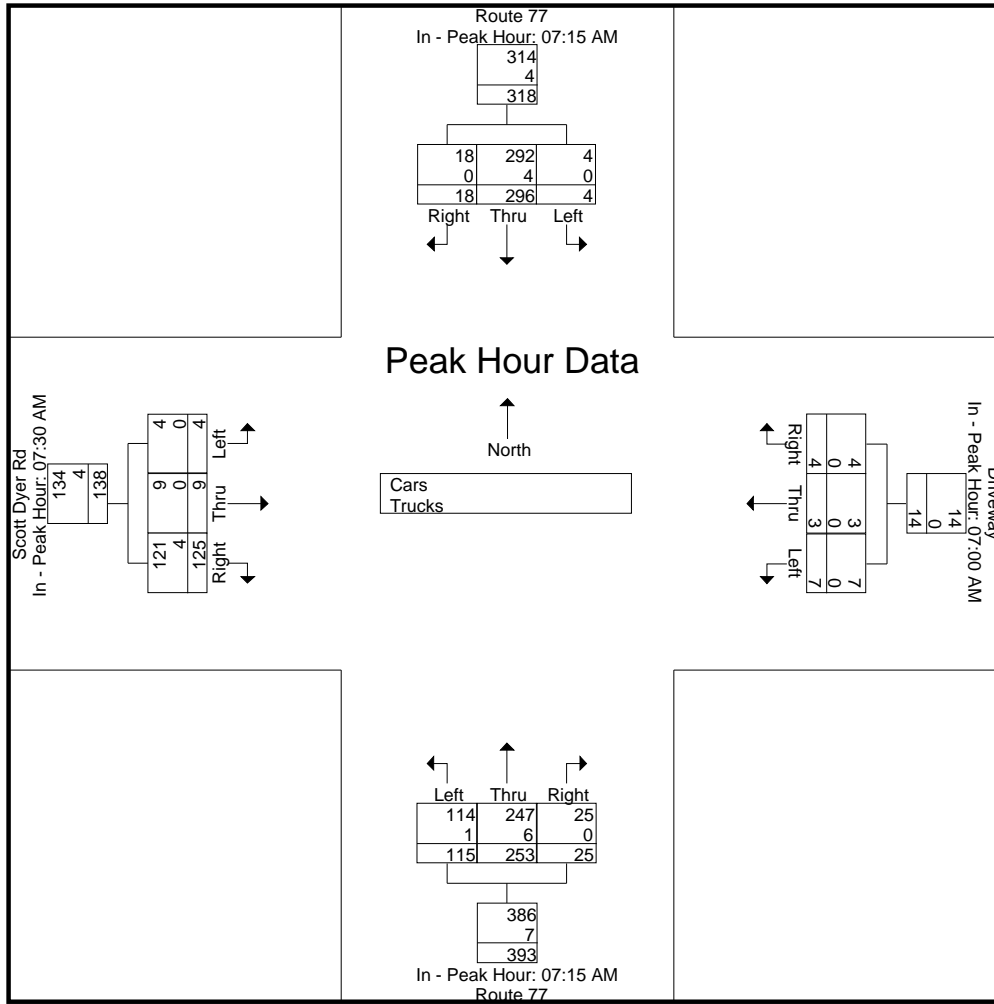 Route 77
In - Peak Hour: 07:15 AM
314
4
318
18 292 4
0 4 0
18 296 4
Right Thru Left
Peak Hour Data
North
Cars
Trucks
Scott Dyer Rd
In - Peak Hour: 07:30 AM
134
4
138
4 0 4
9 0 9
121 4 125
Left
Thru
Right
Driveway
In - Peak Hour: 07:00 AM
14
0
14
Right
Thru
Left
4 0 4
3 0 3
7 0 7
Left Thru Right
114 247 25
1 6 0
115 253 25
386
7
393
In - Peak Hour: 07:15 AM
Route 77